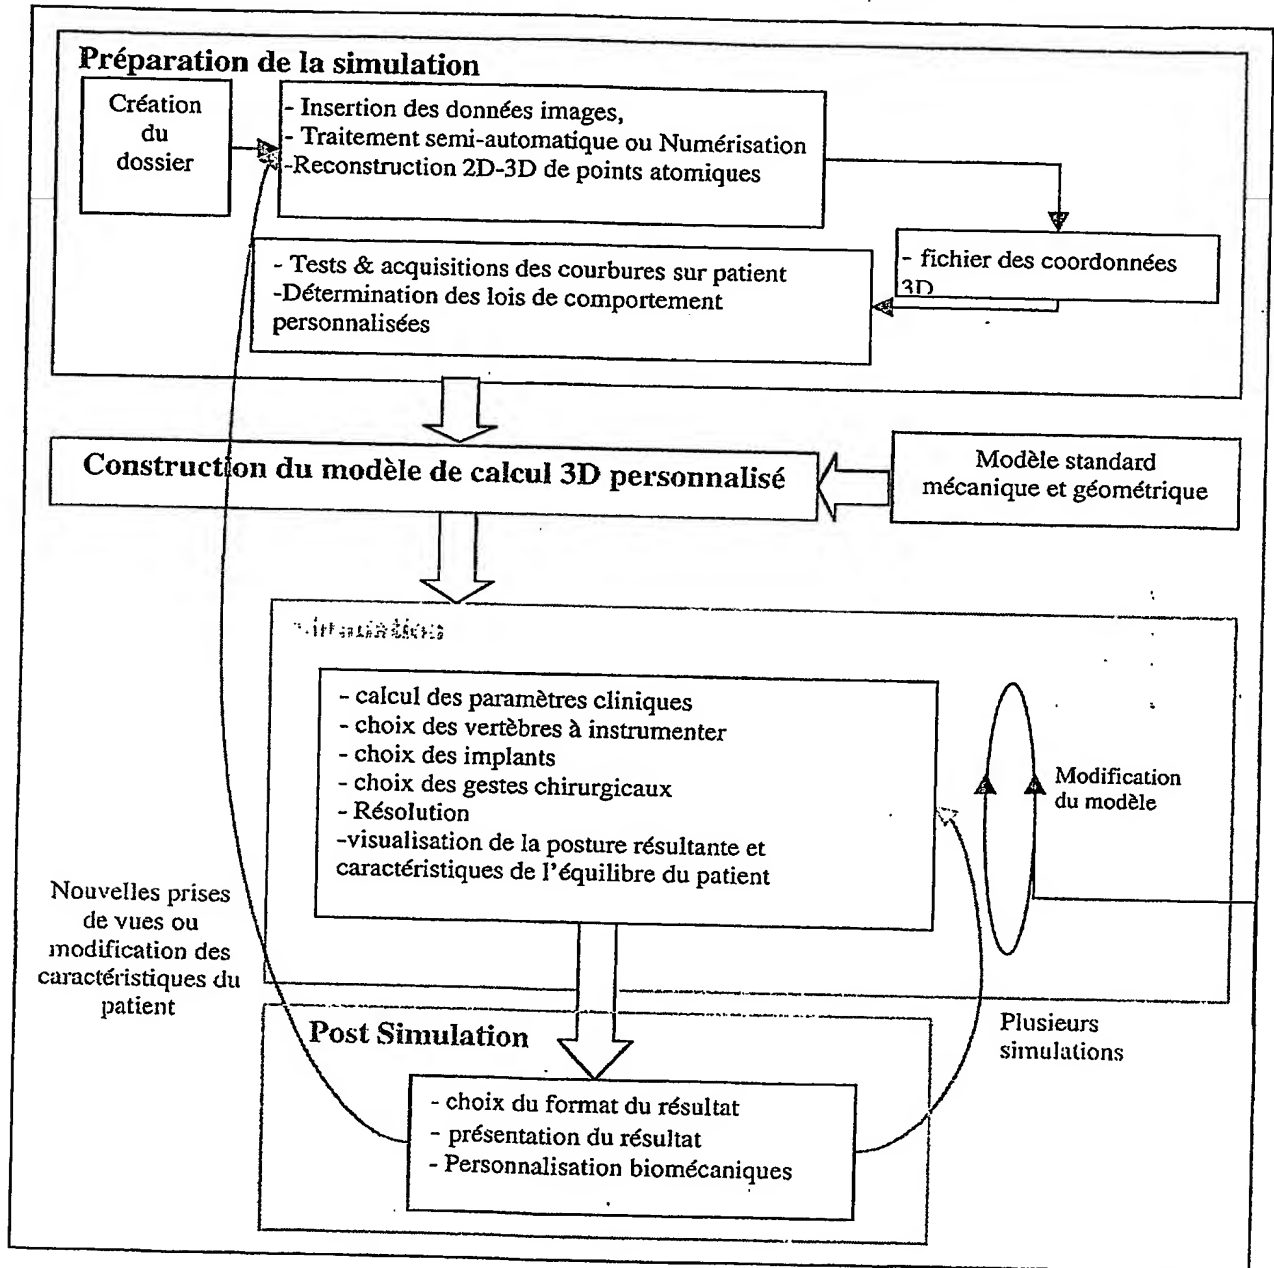 Préparation de la simulation
Création
du
dossier
- Insertion des données images,
- Traitement semi-automatique ou Numérisation
-Reconstruction 2D-3D de points atomiques
- fichier des coordonnées
3D
- Tests & acquisitions des courbures sur patient
-Détermination des lois de comportement
personnalisées
Construction du modèle de calcul 3D personnalisé
Modèle standard
mécanique et géométrique
- calcul des paramètres cliniques
- choix des vertèbres à instrumenter
- choix des implants
- choix des gestes chirurgicaux
- Résolution
-visualisation de la posture résultante et
caractéristiques de l'équilibre du patient
Modification
du modèle
Nouvelles prises
de vues ou
modification des
caractéristiques du
patient
Plusieurs
simulations
Post Simulation
- choix du format du résultat
- présentation du résultat
- Personnalisation biomécaniques